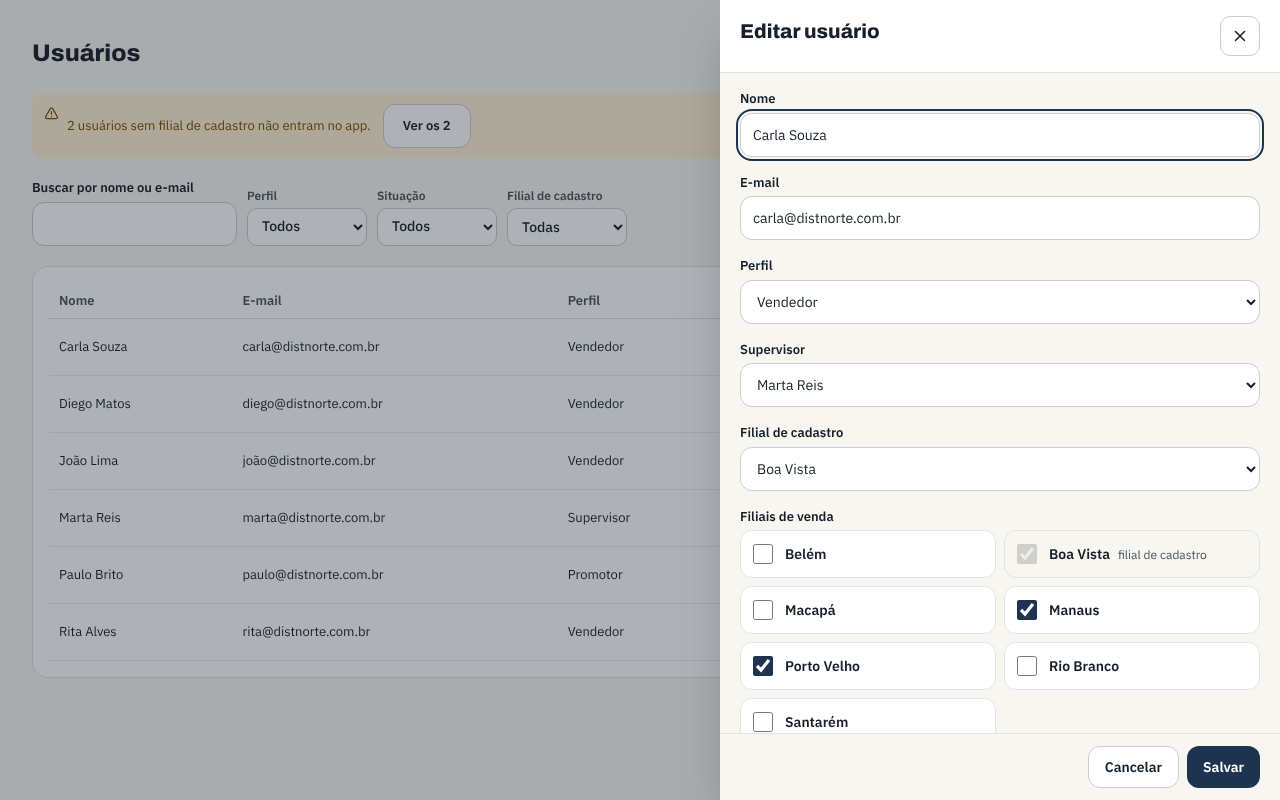 Usuários
2 usuários sem filial de cadastro não entram no app.
Ver os 2
Buscar por nome ou e-mail
Perfil
Situação
Filial de cadastro
Todos
Todos
Todas
Nome E-mail Perfil
Carla Souza carla@distnorte.com.br Vendedor
Diego Matos diego@distnorte.com.br Vendedor
João Lima joão@distnorte.com.br Vendedor
Marta Reis marta@distnorte.com.br Supervisor
Paulo Brito paulo@distnorte.com.br Promotor
Rita Alves rita@distnorte.com.br Vendedor
Editar usuário
Nome
Carla Souza
E-mail
carla@distnorte.com.br
Perfil
Vendedor
Supervisor
Marta Reis
Filial de cadastro
Boa Vista
Filiais de venda
Belém
Boa Vista filial de cadastro
Macapá
Manaus
Porto Velho
Rio Branco
Santarém
Cancelar
Salvar